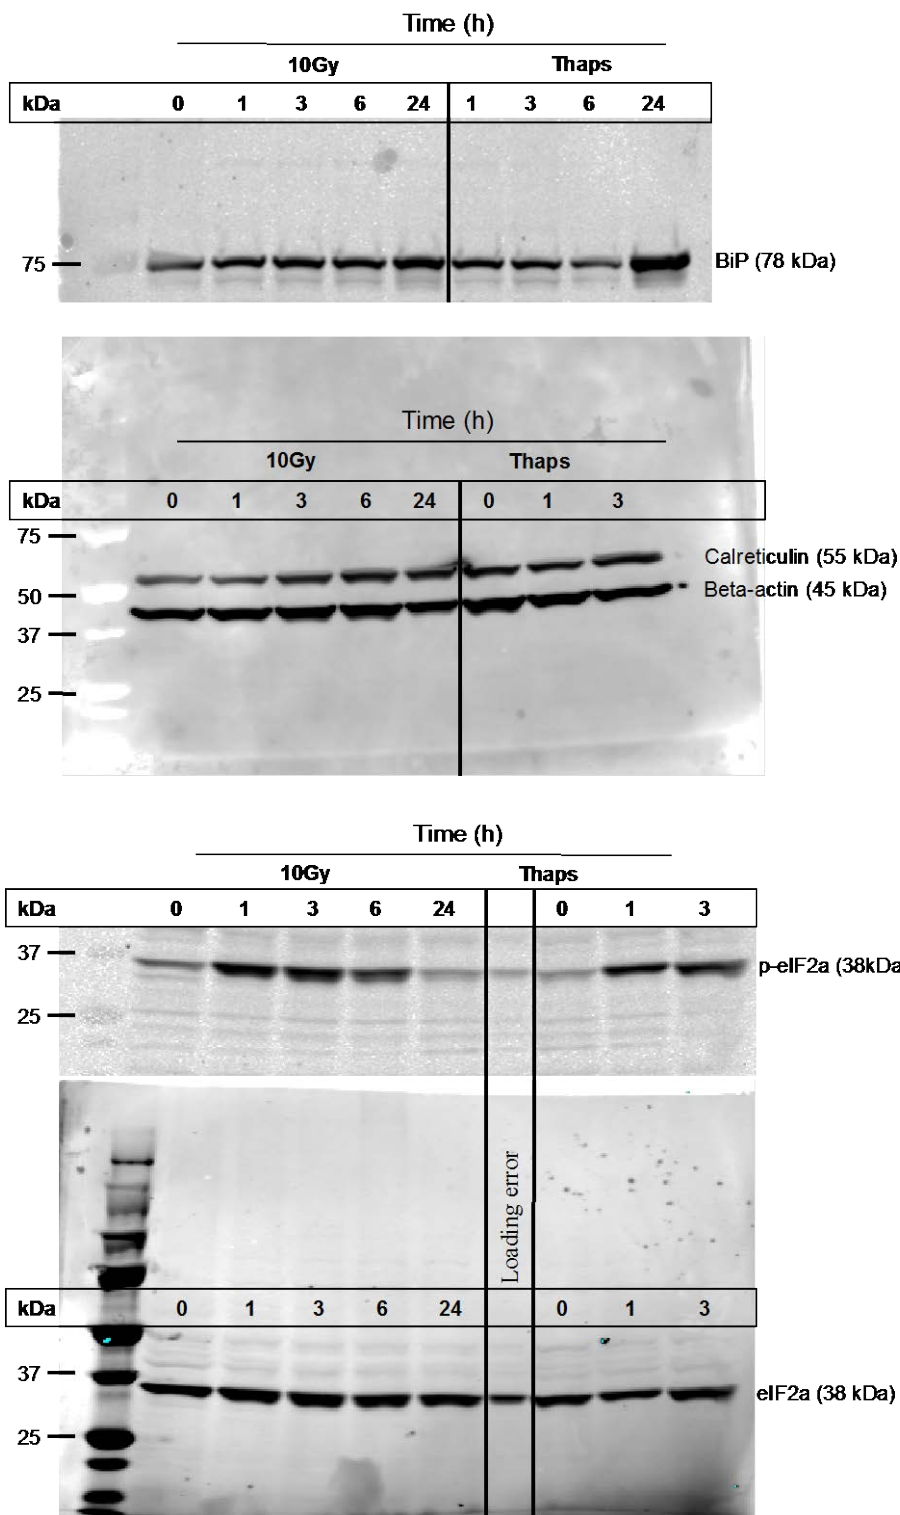 Time (h)
10Gy Thaps
kDa 0 1 3 6 24 1 3 6 24
75 BiP (78 kDa)
Time (h)
10Gy Thaps
kDa 0 1 3 6 24 0 1 3
75
Calreticulin (55 kDa)
50 Beta-actin (45 kDa)
37
25
Time (h)
10Gy Thaps
kDa 0 1 3 6 24 0 1 3
37
p-eIF2a (38kDa
25
Loading error
kDa 0 1 3 6 24 0 1 3
37
eIF2a (38 kDa)
25